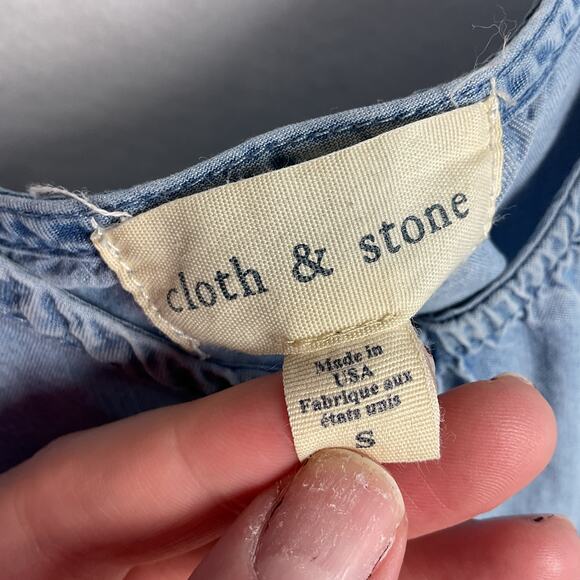 cloth & stone
Made in
USA
Fabrique aux
états unis
S